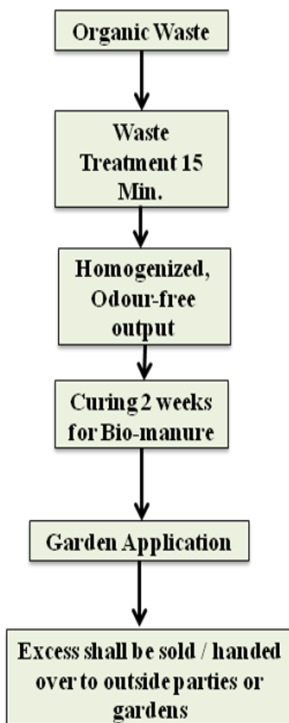 Organic Waste
Waste
Treatment 15
Min.
Homogenized,
Odour-free
output
Curing 2 weeks
for Bio-manure
Garden Application
Excess shall be sold / handed
over to outside parties or
gardens